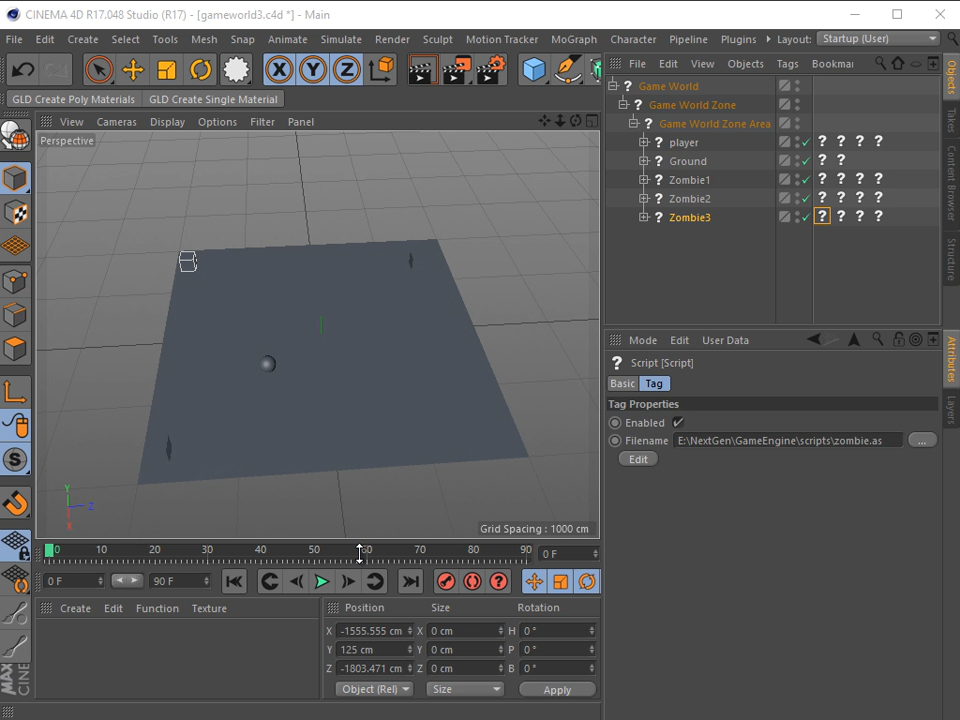 CINEMA 4D R17.048 Studio (R17) - [gameworld3.c4d *] - Main
File Edit Create Select Tools Mesh Snap Animate Simulate Render Sculpt Motion Tracker MoGraph Character Pipeline Plugins Layout: Startup (User)
X Y Z
File Edit View Objects Tags Bookmar
GLD Create Poly Materials GLD Create Single Material
View Cameras Display Options Filter Panel
Perspective
Game World
Game World Zone
Game World Zone Area
player
Ground
Zombie1
Zombie2
Zombie3
Objects
Takes
Content Browser
Structure
Attributes
Layers
Mode Edit User Data
Script [Script]
Basic Tag
Tag Properties
Enabled
Filename E:\NextGen\GameEngine\scripts\zombie.as ...
Edit
Y
Z
X
Grid Spacing : 1000 cm
0 10 20 30 40 50 60 70 80 90 0 F
0 F 90 F
Create Edit Function Texture
Position Size Rotation
X -1555.555 cm X 0 cm H 0 °
Y 125 cm Y 0 cm P 0 °
Z -1803.471 cm Z 0 cm B 0 °
Object (Rel) Size Apply
MAX
CINE